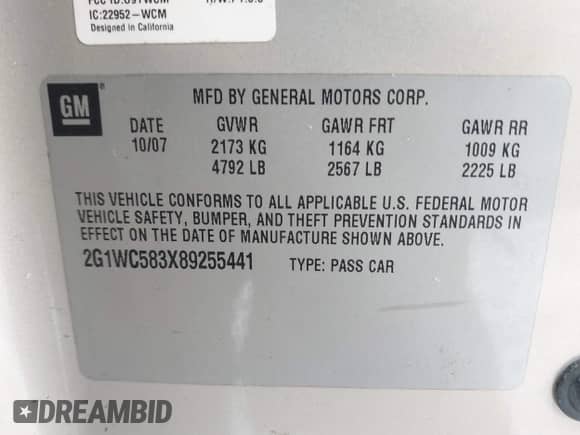 IC:22952-WCM
Designed in California
GM
MFD BY GENERAL MOTORS CORP.
DATE GVWR GAWR FRT GAWR RR
10/07 2173 KG 1164 KG 1009 KG
4792 LB 2567 LB 2225 LB
THIS VEHICLE CONFORMS TO ALL APPLICABLE U.S. FEDERAL MOTOR
VEHICLE SAFETY, BUMPER, AND THEFT PREVENTION STANDARDS IN
EFFECT ON THE DATE OF MANUFACTURE SHOWN ABOVE.
2G1WC583X89255441 TYPE: PASS CAR
DREAMBID